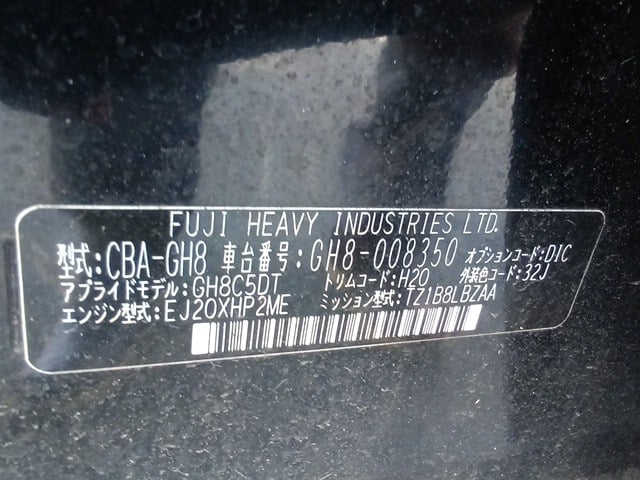 FUJI HEAVY INDUSTRIES LTD.
型式:CBA-GH8 車台番号:GH8-008350 オプションコード:DIC
アプライドモデル:GH8C5DT トリムコード:H20 外装色コード:32J
エンジン型式:EJ20XHP2ME ミッション型式:TZ1B8LBZAA